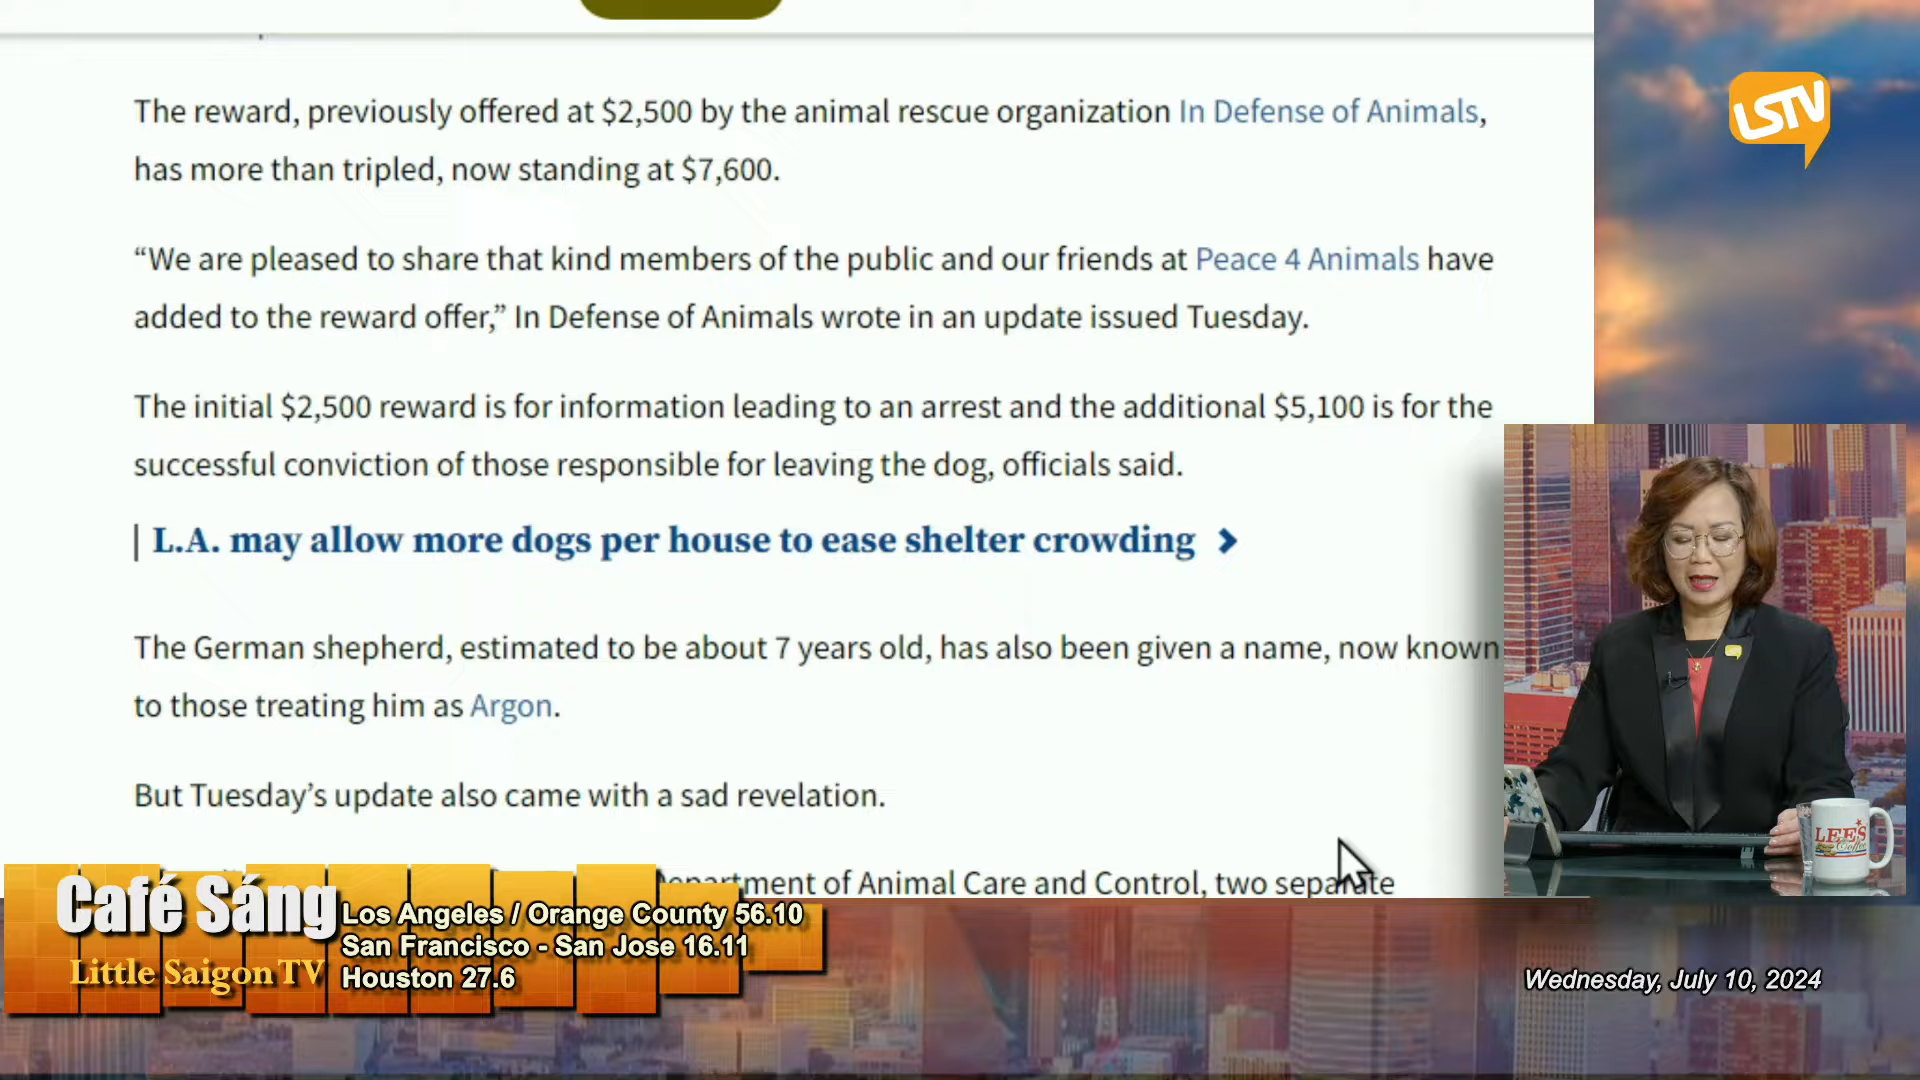 The reward, previously offered at $2,500 by the animal rescue organization In Defense of Animals,
has more than tripled, now standing at $7,600.
“We are pleased to share that kind members of the public and our friends at Peace 4 Animals have
added to the reward offer,” In Defense of Animals wrote in an update issued Tuesday.
The initial $2,500 reward is for information leading to an arrest and the additional $5,100 is for the
successful conviction of those responsible for leaving the dog, officials said.
L.A. may allow more dogs per house to ease shelter crowding
The German shepherd, estimated to be about 7 years old, has also been given a name, now known
to those treating him as Argon.
But Tuesday’s update also came with a sad revelation.
Department of Animal Care and Control, two separate
LSTV
LEE'S
Coffee
Café Sáng
Little Saigon TV
Los Angeles / Orange County 56.10
San Francisco - San Jose 16.11
Houston 27.6
Wednesday, July 10, 2024